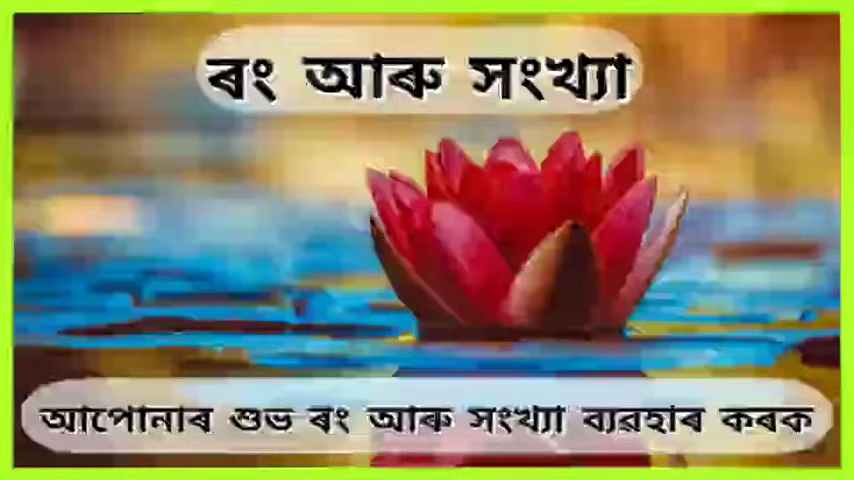 ৰং আৰু সংখ্যা
আপোনাৰ শুভ ৰং আৰু সংখ্যা ব্যৱহাৰ কৰক